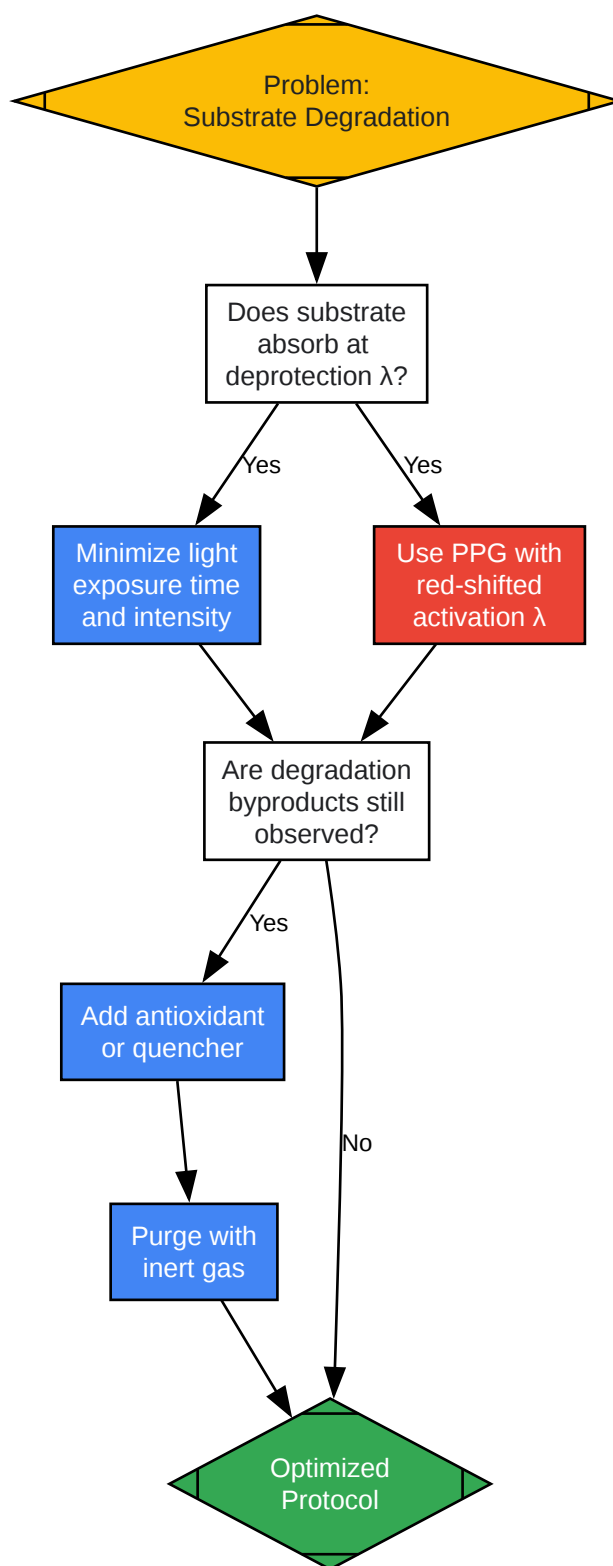 Problem:
Substrate Degradation
Does substrate
absorb at
deprotection λ?
Yes
Yes
Minimize light
exposure time
and intensity
Use PPG with
red-shifted
activation λ
Are degradation
byproducts still
observed?
Yes
Add antioxidant
or quencher
No
Purge with
inert gas
Optimized
Protocol